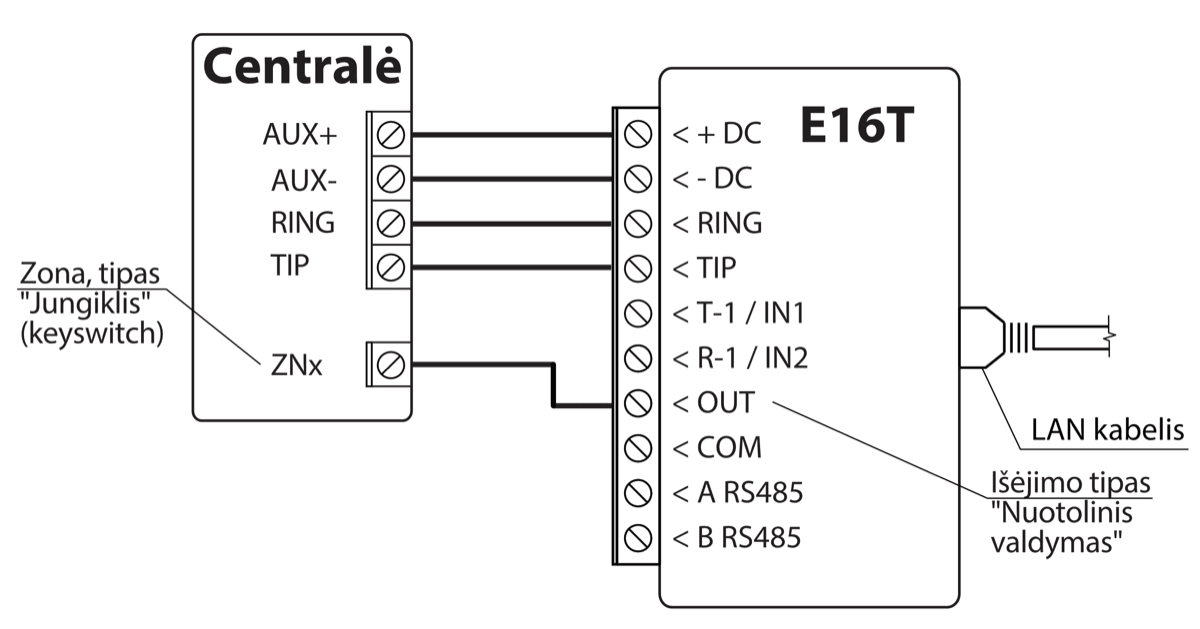 Centralė
AUX+
AUX-
RING
TIP
ZNx
Zona, tipas
"Jungiklis"
(keyswitch)
E16T
< + DC
< - DC
< RING
< TIP
< T-1 / IN1
< R-1 / IN2
< OUT
< COM
< A RS485
< B RS485
LAN kabelis
Išėjimo tipas
"Nuotolinis
valdymas"